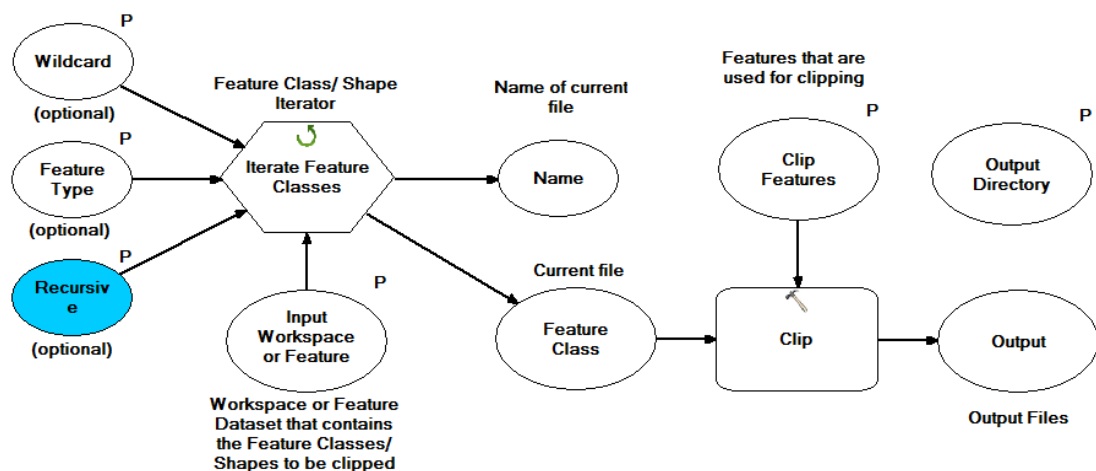 P
Wildcard
(optional)
P
Feature
Type
(optional)
P
Recursiv
e
(optional)
Feature Class/ Shape
Iterator
Iterate Feature
Classes
P
Input
Workspace
or Feature
Workspace or Feature
Dataset that contains
the Feature Classes/
Shapes to be clipped
Name of current
file
Name
Current file
Feature
Class
Features that are
used for clipping
P
Clip
Features
Clip
P
Output
Directory
Output
Output Files